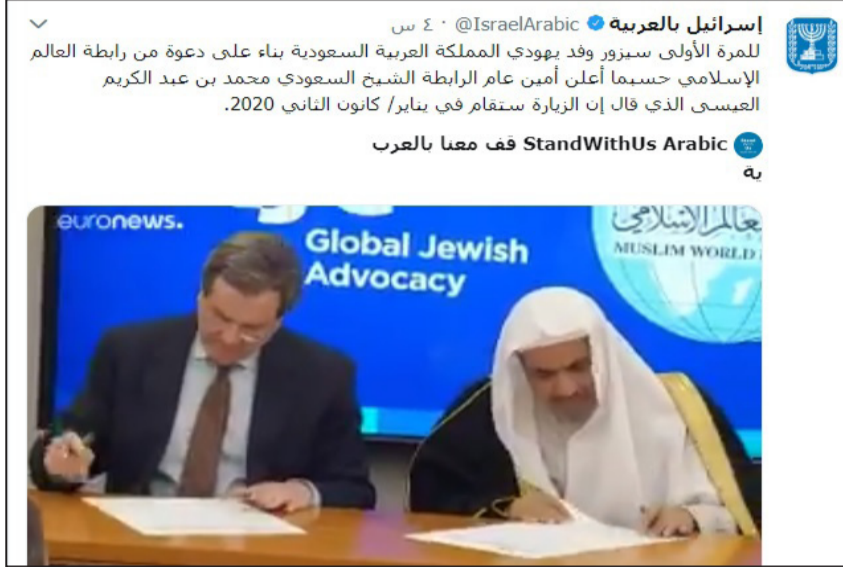 إسرائيل بالعربية @IsraelArabic · ٤ س
للمرة الأولى سيزور وفد يهودي المملكة العربية السعودية بناء على دعوة من رابطة العالم
الإسلامي حسبما أعلن أمين عام الرابطة الشيخ السعودي محمد بن عبد الكريم
العيسى الذي قال إن الزيارة ستقام في يناير/ كانون الثاني 2020.
StandWithUs Arabic قف معنا بالعرب
ية
euronews.
Global Jewish
Advocacy
العالم الإسلامي
MUSLIM WORLD